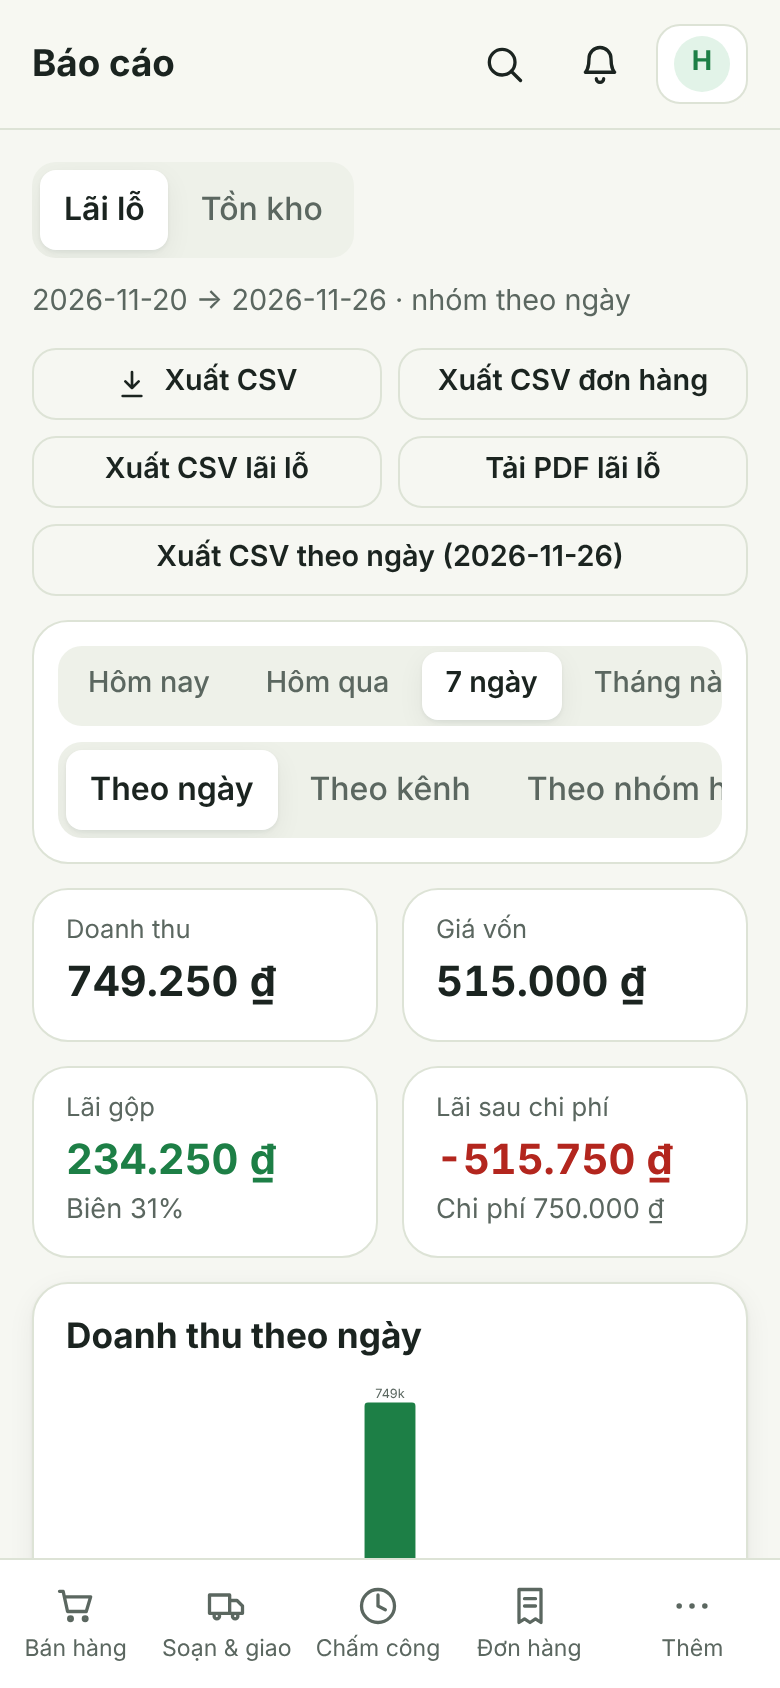 Báo cáo
H
Lãi lỗ
Tồn kho
2026-11-20 → 2026-11-26 · nhóm theo ngày
Xuất CSV
Xuất CSV đơn hàng
Xuất CSV lãi lỗ
Tải PDF lãi lỗ
Xuất CSV theo ngày (2026-11-26)
Hôm nay
Hôm qua
7 ngày
Tháng nà
Theo ngày
Theo kênh
Theo nhóm h
Doanh thu
749.250 ₫
Giá vốn
515.000 ₫
Lãi gộp
234.250 ₫
Biên 31%
Lãi sau chi phí
-515.750 ₫
Chi phí 750.000 ₫
Doanh thu theo ngày
749k
Bán hàng
Soạn & giao
Chấm công
Đơn hàng
Thêm